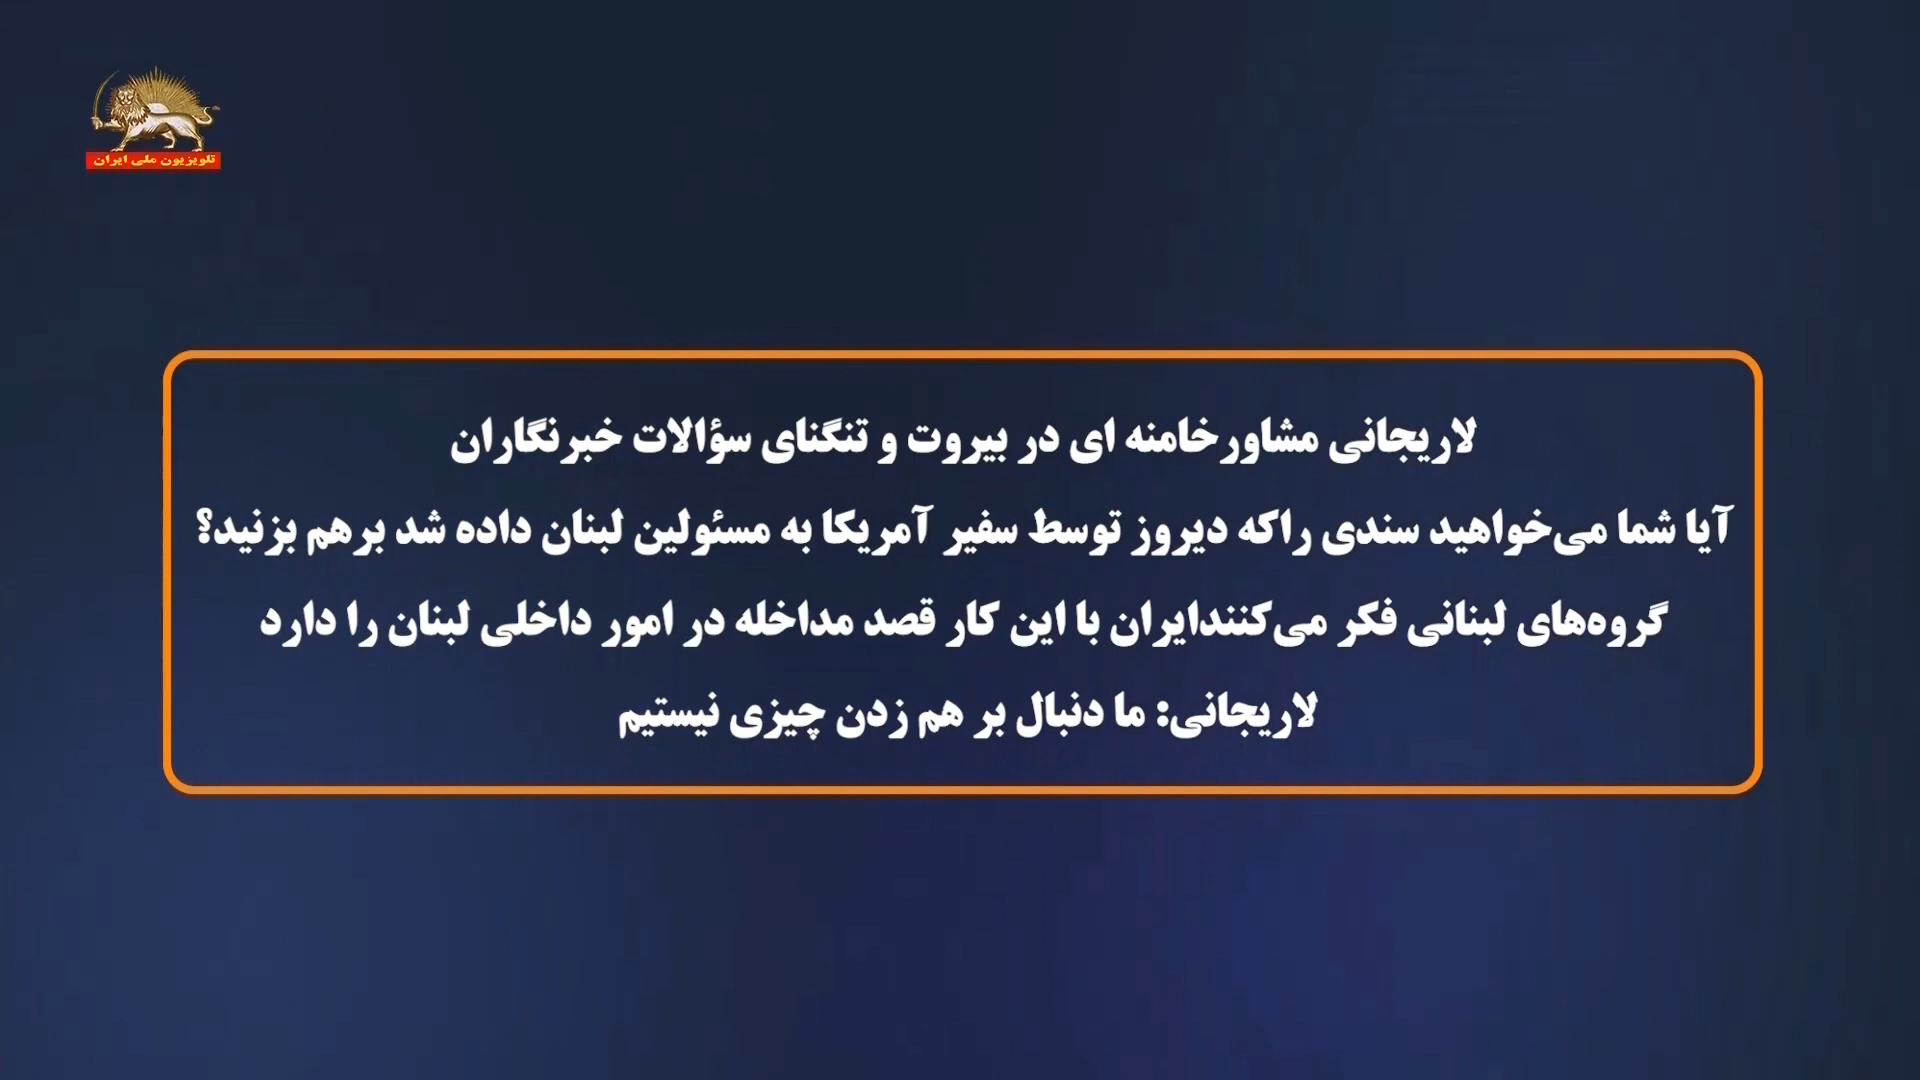 تلویزیون ملی ایران
لاریجانی مشاورخامنه ای در بیروت و تنگنای سؤالات خبرنگاران
آیا شما می‌خواهید سندی راکه دیروز توسط سفیر آمریکا به مسئولین لبنان داده شد برهم بزنید؟
گروه‌های لبنانی فکر می‌کنندایران با این کار قصد مداخله در امور داخلی لبنان را دارد
لاریجانی: ما دنبال بر هم زدن چیزی نیستیم